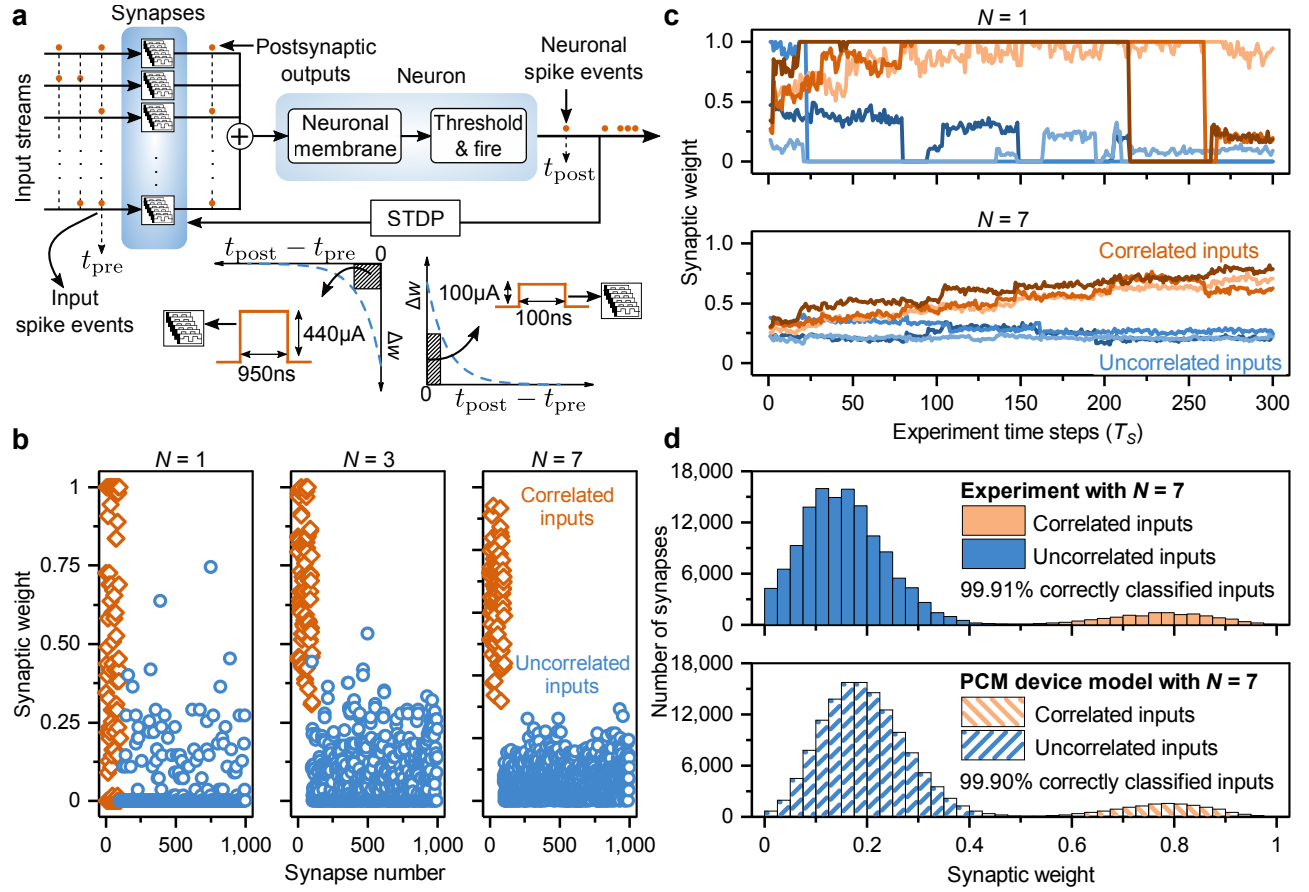 a
Synapses
Input streams
Postsynaptic
outputs
Neuron
Neuronal
spike events
Neuronal
membrane
Threshold
& fire
t_post
STDP
t_pre
Input
spike events
t_post − t_pre
0
Δw
440µA
950ns
Δw
100µA
100ns
0
t_post − t_pre
b
N = 1
N = 3
N = 7
Synaptic weight
1
0.75
0.50
0.25
0
Correlated
inputs
Uncorrelated
inputs
0 500 1,000
0 500 1,000
0 500 1,000
Synapse number
c
N = 1
1.0
0.5
0
Synaptic weight
N = 7
1.0
0.5
0
Correlated inputs
Uncorrelated inputs
0 50 100 150 200 250 300
Experiment time steps (T_S)
d
Number of synapses
18,000
12,000
6,000
0
Experiment with N = 7
Correlated inputs
Uncorrelated inputs
99.91% correctly classified inputs
18,000
12,000
6,000
0
PCM device model with N = 7
Correlated inputs
Uncorrelated inputs
99.90% correctly classified inputs
0 0.2 0.4 0.6 0.8 1
Synaptic weight